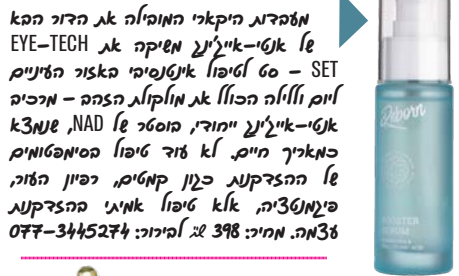 מעבדות היקארי המובילה את הדור הבא
של אנטי-אייג'ינג משיקה את EYE-TECH
SET – סט לטיפול אינטנסיבי באזור העיניים
ליום וללילה הכולל את מולקולת הזהב – מרכיב
אנטי-אייג'ינג ייחודי, בוסטר של NAD, שנמצא
כמאריך חיים. לא עוד טיפול בסימפטומים
של ההזדקנות כגון קמטים, רפיון העור,
פיגמנטציה, אלא טיפול אמיתי בהזדקנות
עצמה. מחיר: 398 ₪ לבירור: 077-3445274
Reborn
BOOSTER
SERUM